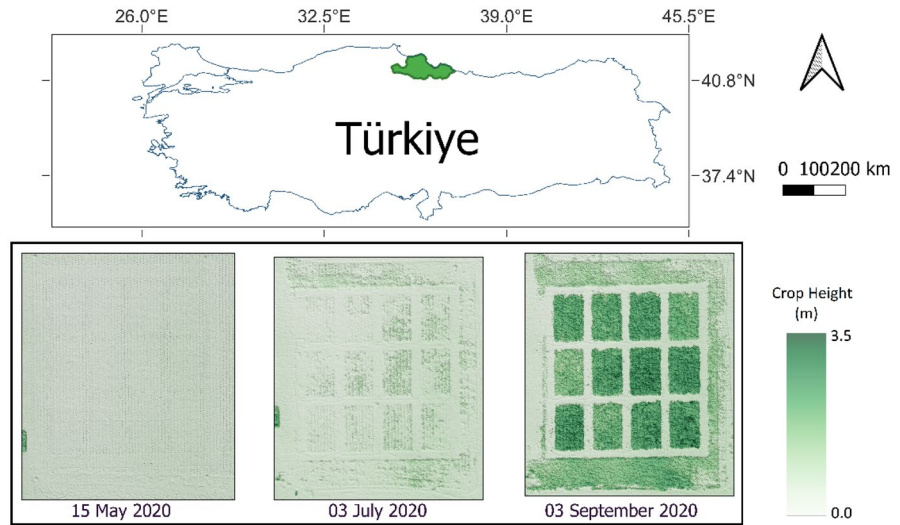 26.0°E 32.5°E 39.0°E 45.5°E
40.8°N
Türkiye
37.4°N
0 100200 km
Crop Height
(m)
3.5
0.0
15 May 2020 03 July 2020 03 September 2020